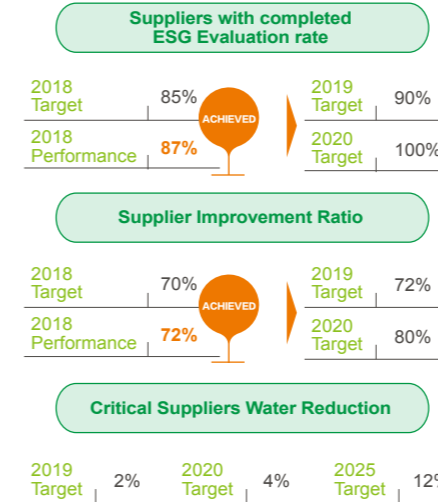 Suppliers with completed
ESG Evaluation rate
2018
Target 85%
2018
Performance 87%
ACHIEVED
2019
Target 90%
2020
Target 100%
Supplier Improvement Ratio
2018
Target 70%
2018
Performance 72%
ACHIEVED
2019
Target 72%
2020
Target 80%
Critical Suppliers Water Reduction
2019
Target 2%
2020
Target 4%
2025
Target 12%